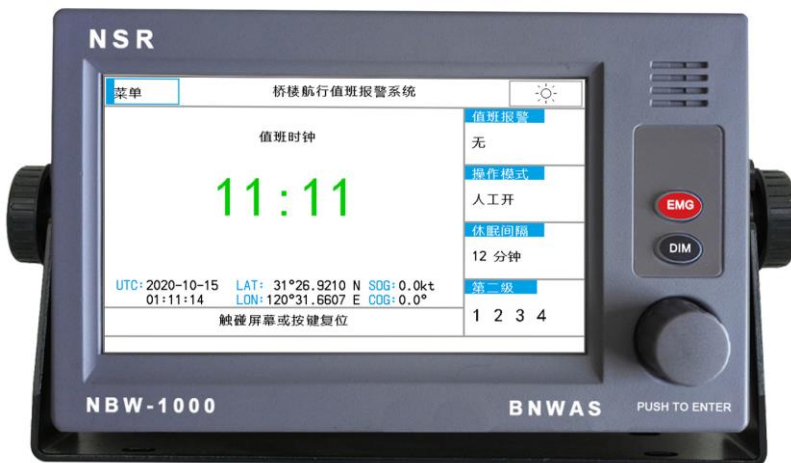 NSR
菜单
桥楼航行值班报警系统
值班时钟
11:11
UTC: 2020-10-15 LAT: 31°26.9210 N SOG: 0.0kt
01:11:14 LON: 120°31.6607 E COG: 0.0°
触碰屏幕或按键复位
值班报警
无
操作模式
人工开
休眠间隔
12 分钟
第二级
1 2 3 4
EMG
DIM
NBW-1000
BNWAS
PUSH TO ENTER